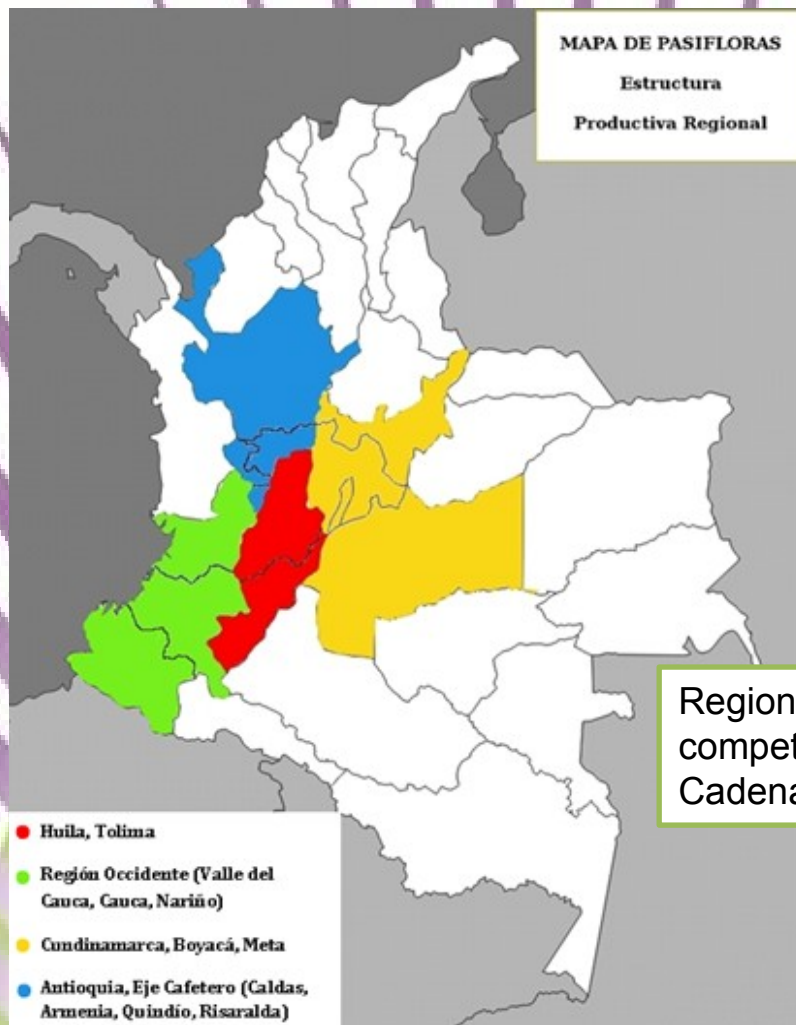 MAPA DE PASIFLORAS
Estructura
Productiva Regional
Region
compet
Cadena
Huila, Tolima
Región Occidente (Valle del
Cauca, Cauca, Nariño)
Cundinamarca, Boyacá, Meta
Antioquia, Eje Cafetero (Caldas,
Armenia, Quindío, Risaralda)